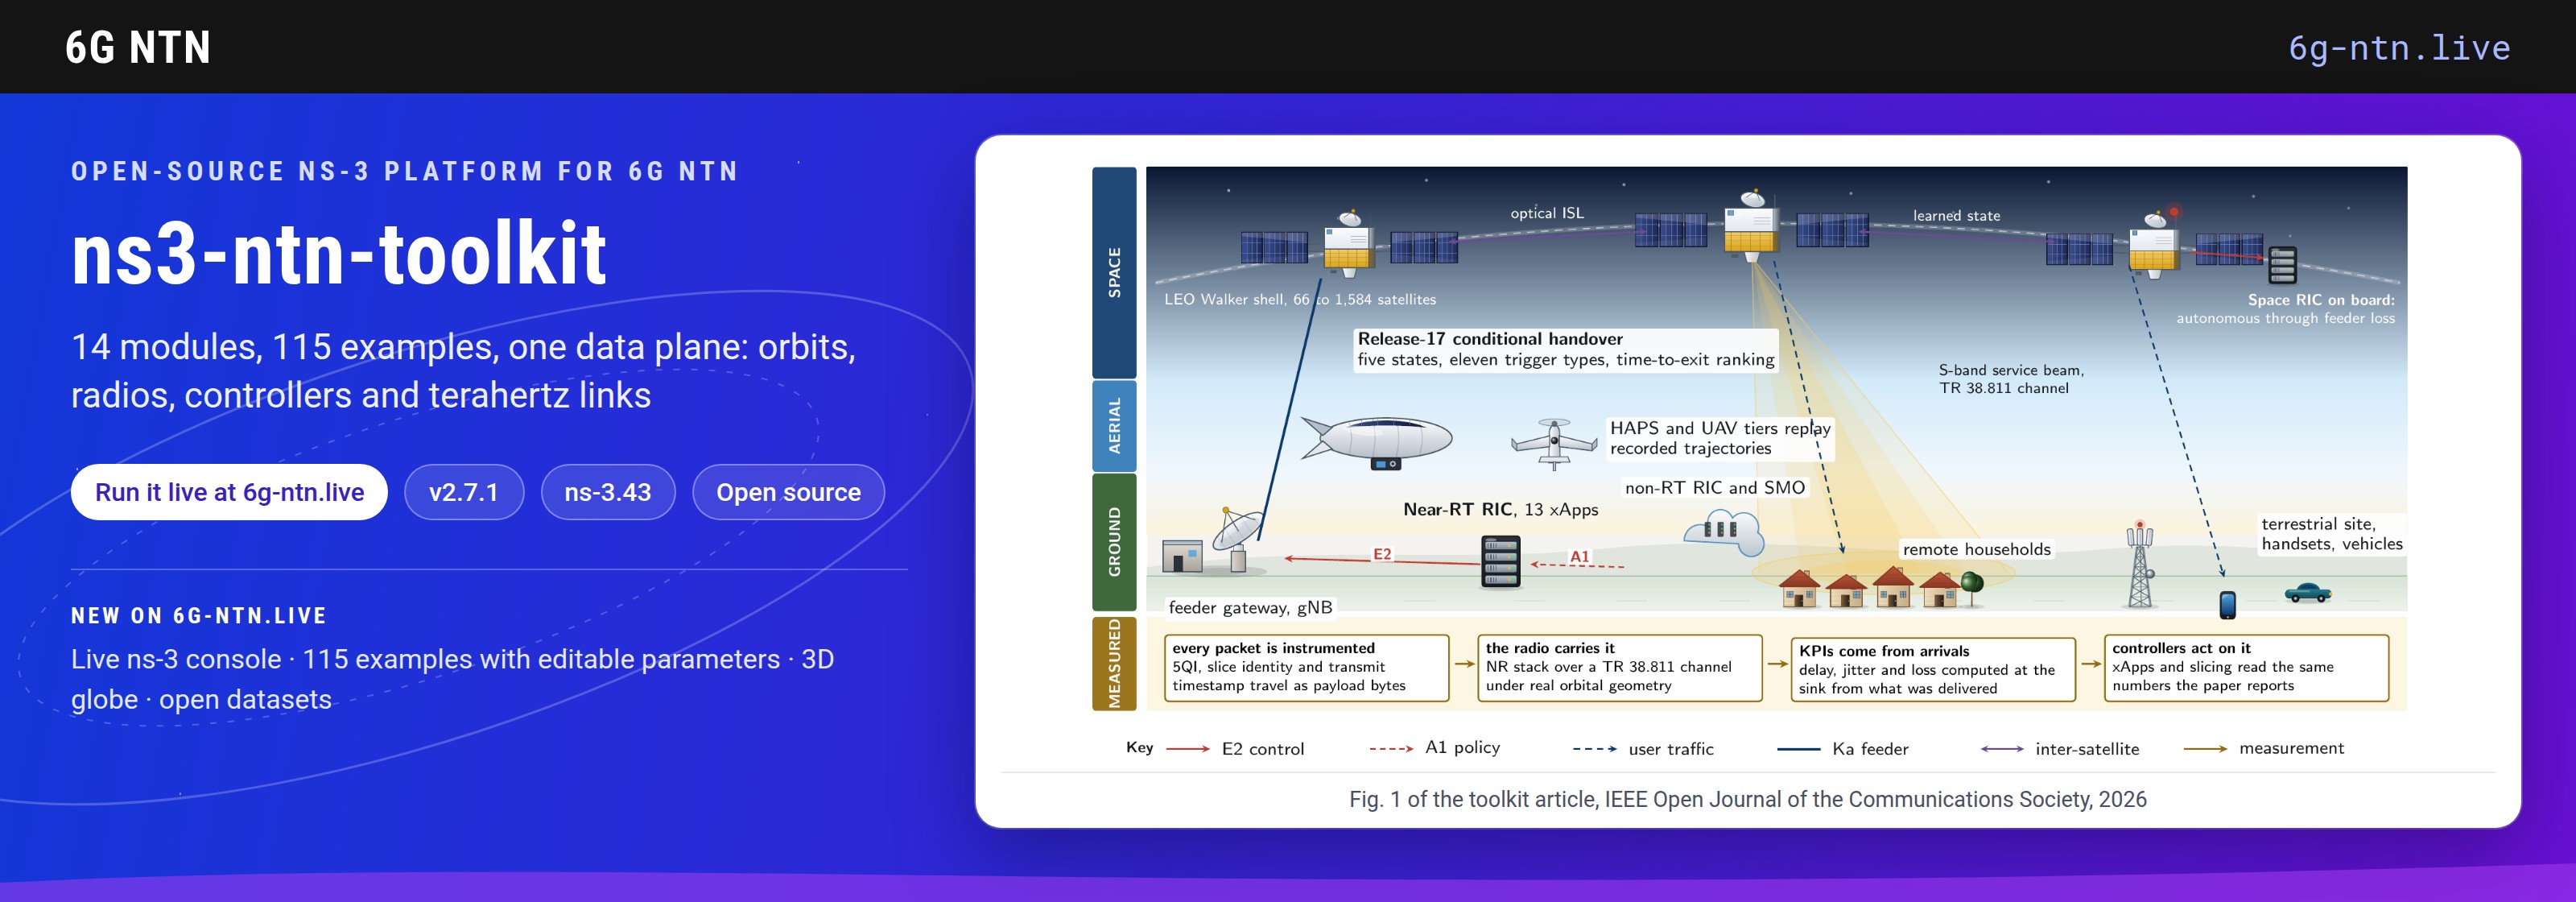 6G NTN
6g-ntn.live
OPEN-SOURCE NS-3 PLATFORM FOR 6G NTN
ns3-ntn-toolkit
14 modules, 115 examples, one data plane: orbits,
radios, controllers and terahertz links
Run it live at 6g-ntn.live
v2.7.1
ns-3.43
Open source
NEW ON 6G-NTN.LIVE
Live ns-3 console · 115 examples with editable parameters · 3D
globe · open datasets
SPACE
optical ISL
learned state
LEO Walker shell, 66 to 1,584 satellites
Space RIC on board:
autonomous through feeder loss
Release-17 conditional handover
five states, eleven trigger types, time-to-exit ranking
S-band service beam,
TR 38.811 channel
AERIAL
HAPS and UAV tiers replay
recorded trajectories
GROUND
non-RT RIC and SMO
Near-RT RIC, 13 xApps
E2
A1
remote households
terrestrial site,
handsets, vehicles
feeder gateway, gNB
MEASURED
every packet is instrumented
5QI, slice identity and transmit
timestamp travel as payload bytes
the radio carries it
NR stack over a TR 38.811 channel
under real orbital geometry
KPIs come from arrivals
delay, jitter and loss computed at the
sink from what was delivered
controllers act on it
xApps and slicing read the same
numbers the paper reports
Key
E2 control
A1 policy
user traffic
Ka feeder
inter-satellite
measurement
Fig. 1 of the toolkit article, IEEE Open Journal of the Communications Society, 2026